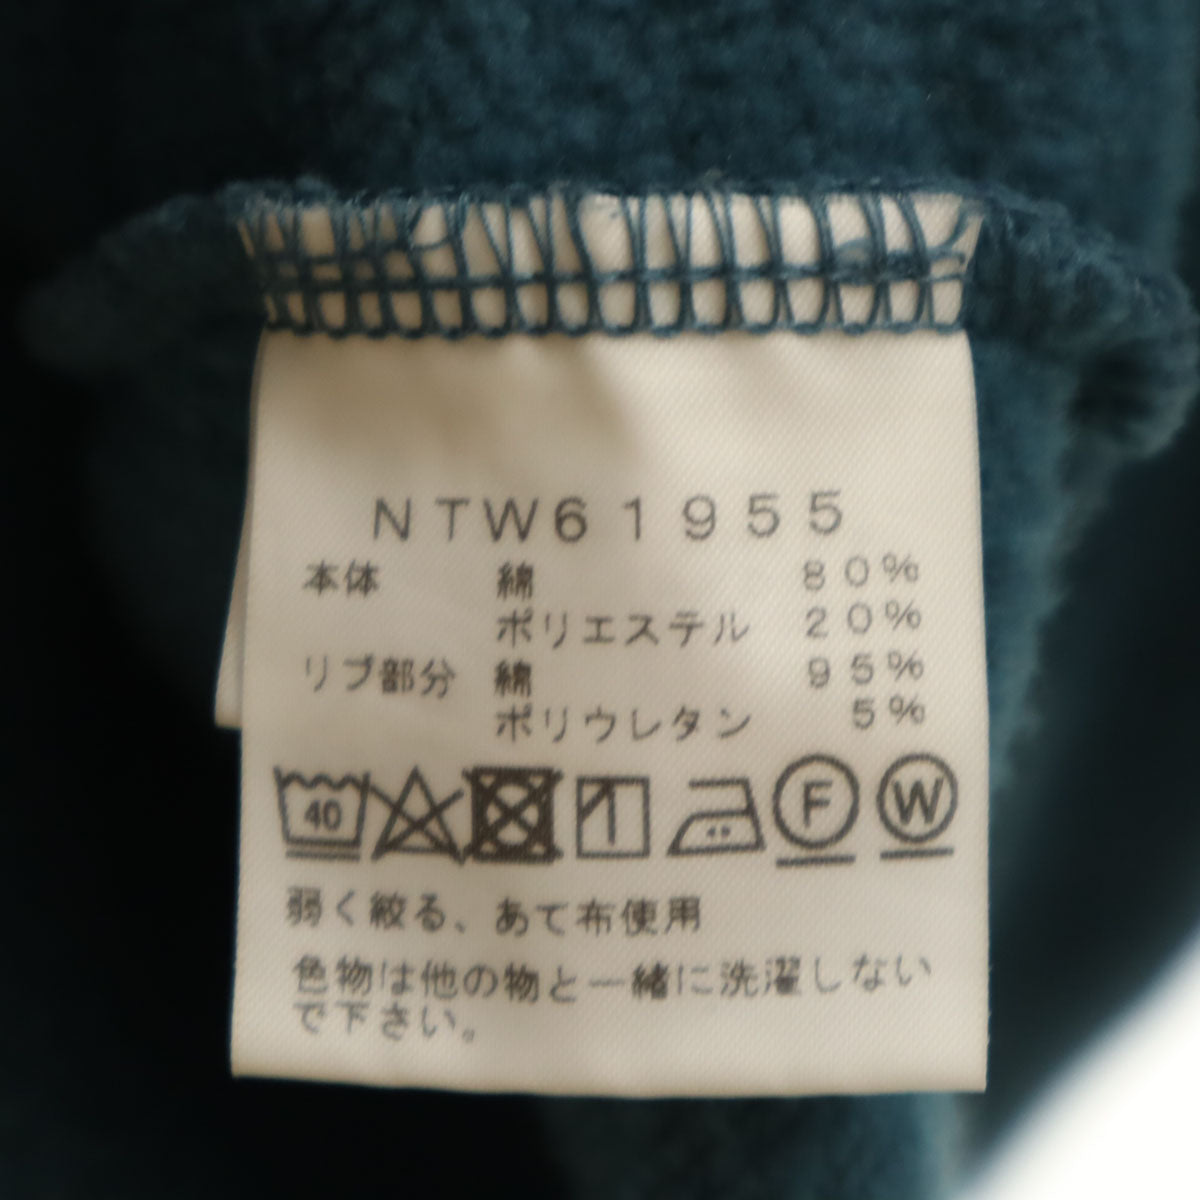 NTW61955
本体 綿 80%
ポリエステル 20%
リブ部分 綿 95%
ポリウレタン 5%
40 F W
弱く絞る、あて布使用
色物は他の物と一緒に洗濯しない
で下さい。